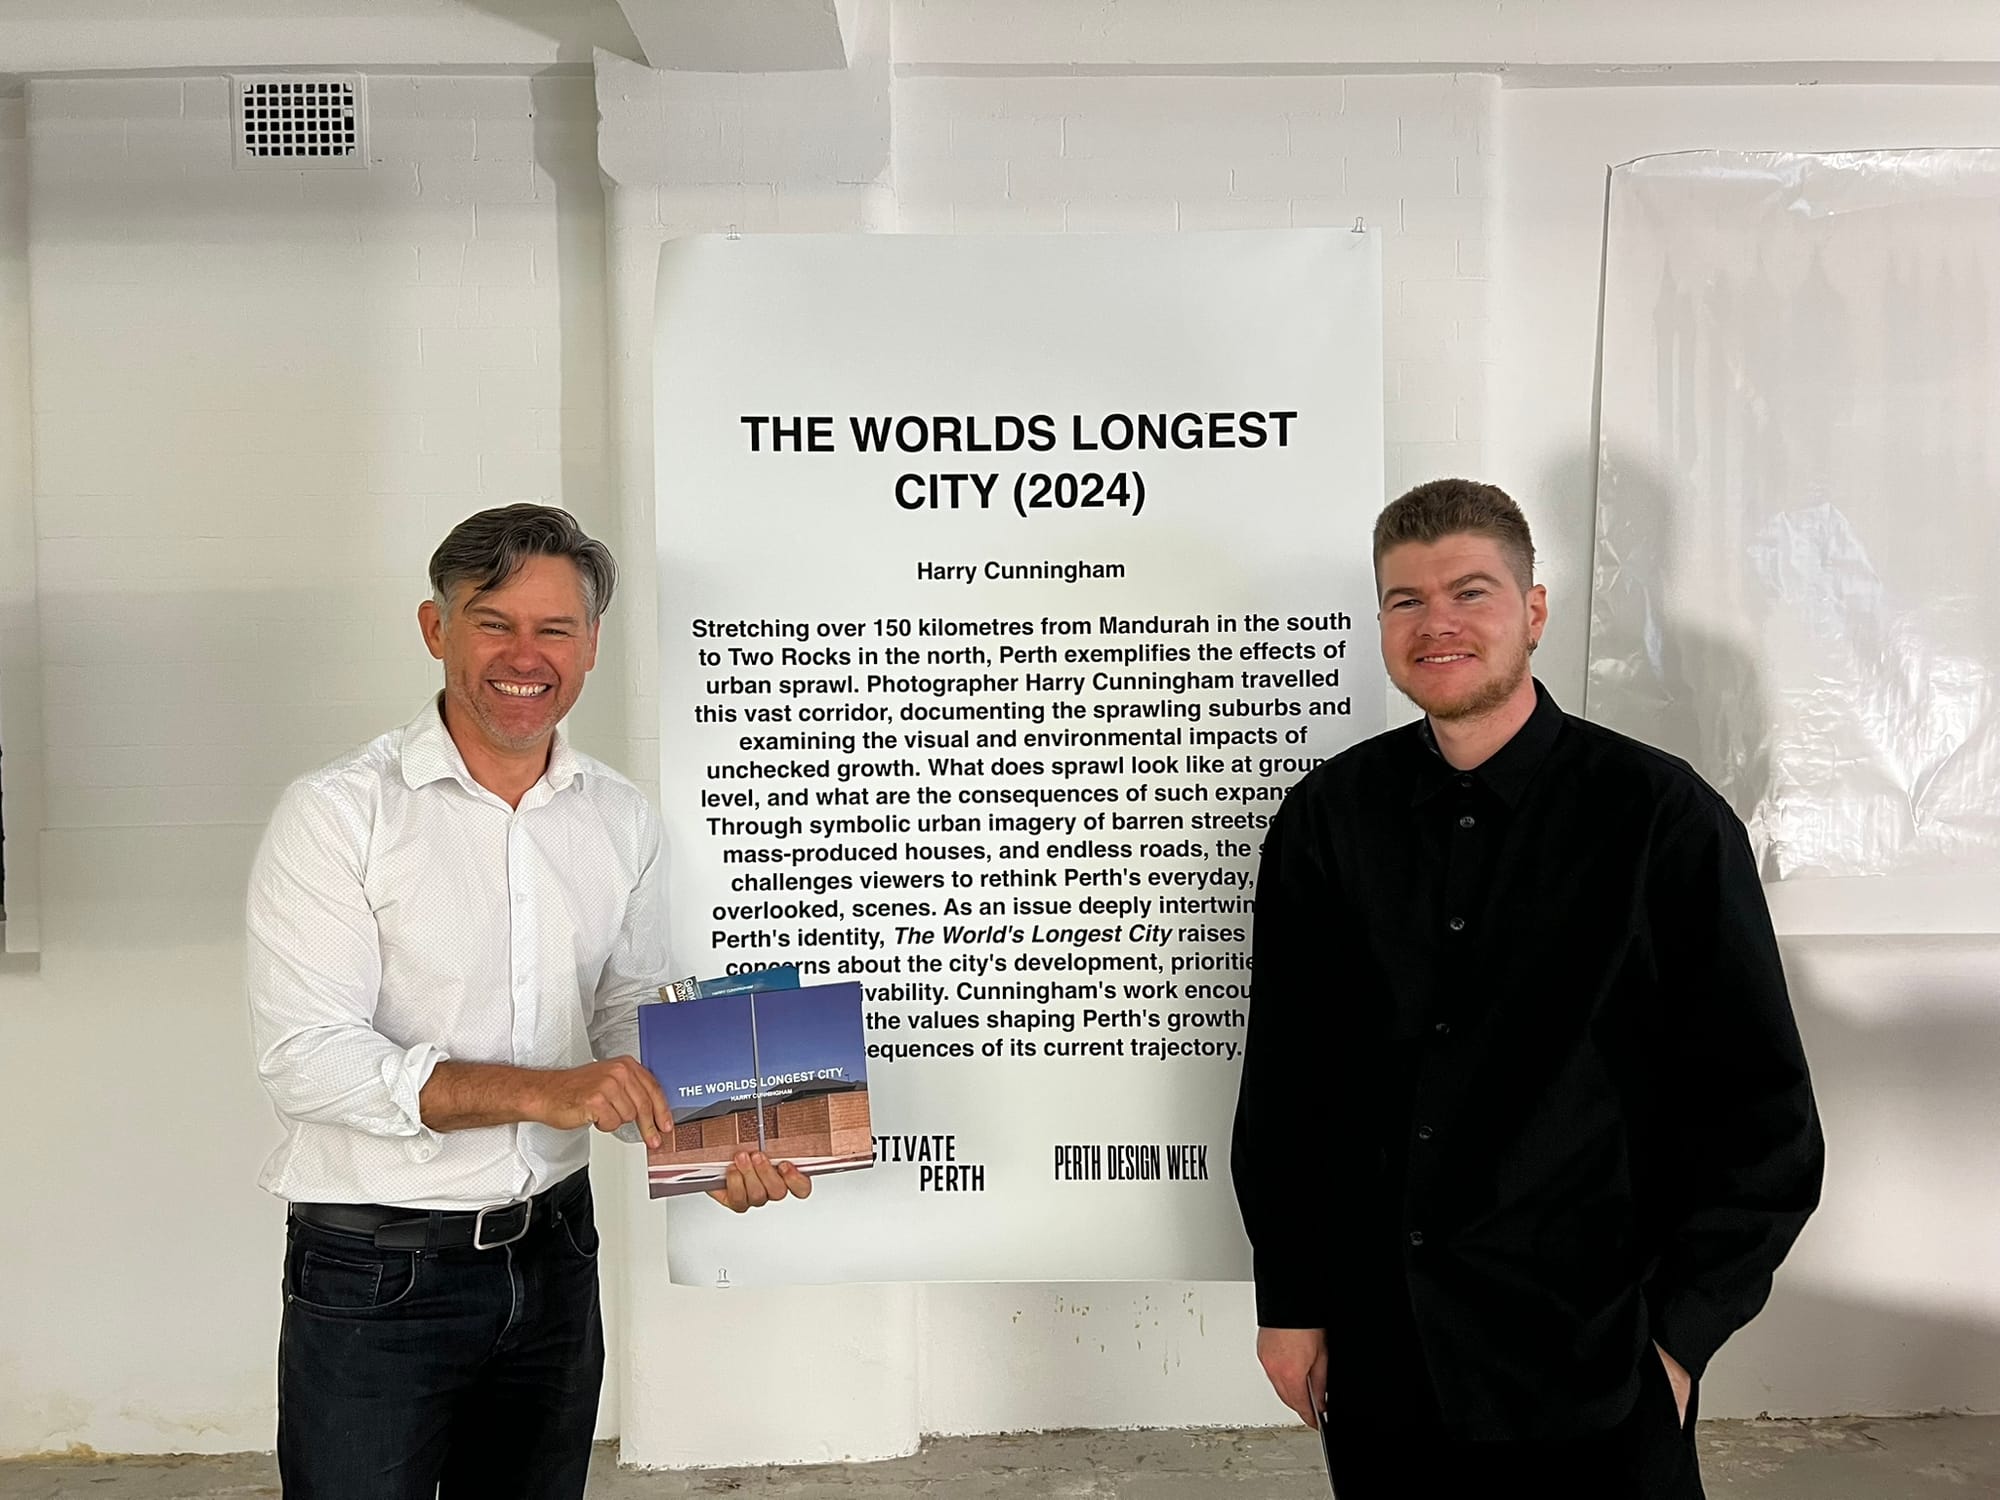 THE WORLDS LONGEST
CITY (2024)
Harry Cunningham
Stretching over 150 kilometres from Mandurah in the south
to Two Rocks in the north, Perth exemplifies the effects of
urban sprawl. Photographer Harry Cunningham travelled
this vast corridor, documenting the sprawling suburbs and
examining the visual and environmental impacts of
unchecked growth. What does sprawl look like at
level, and what are the consequences of such
Through symbolic urban imagery of barren
mass-produced houses, and endless roads, the
challenges viewers to rethink Perth's everyday,
overlooked, scenes. As an issue deeply
Perth's identity, The World's Longest City raises
concerns about the city's development,
Cunningham's work
the values shaping Perth's growth
of its current trajectory.
PERTH
PERTH DESIGN WEEK
HARRY CUNNINGHAM
THE WORLDS LONGEST CITY
HARRY CUNNINGHAM